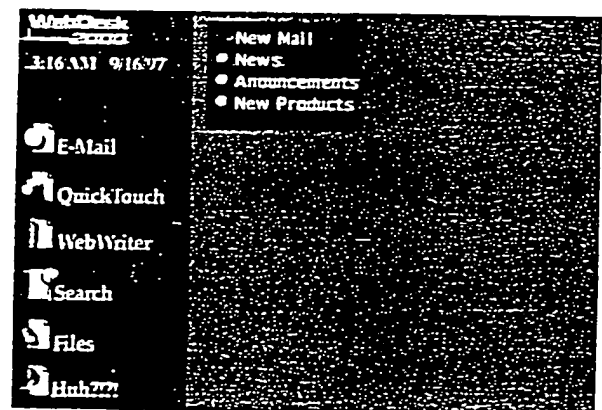 WebDesk
2000
3:16 AM 9/16/97
E-Mail
QuickTouch
WebWriter
Search
Files
Huh?!?!
New Mail
News
Anouncements
New Products